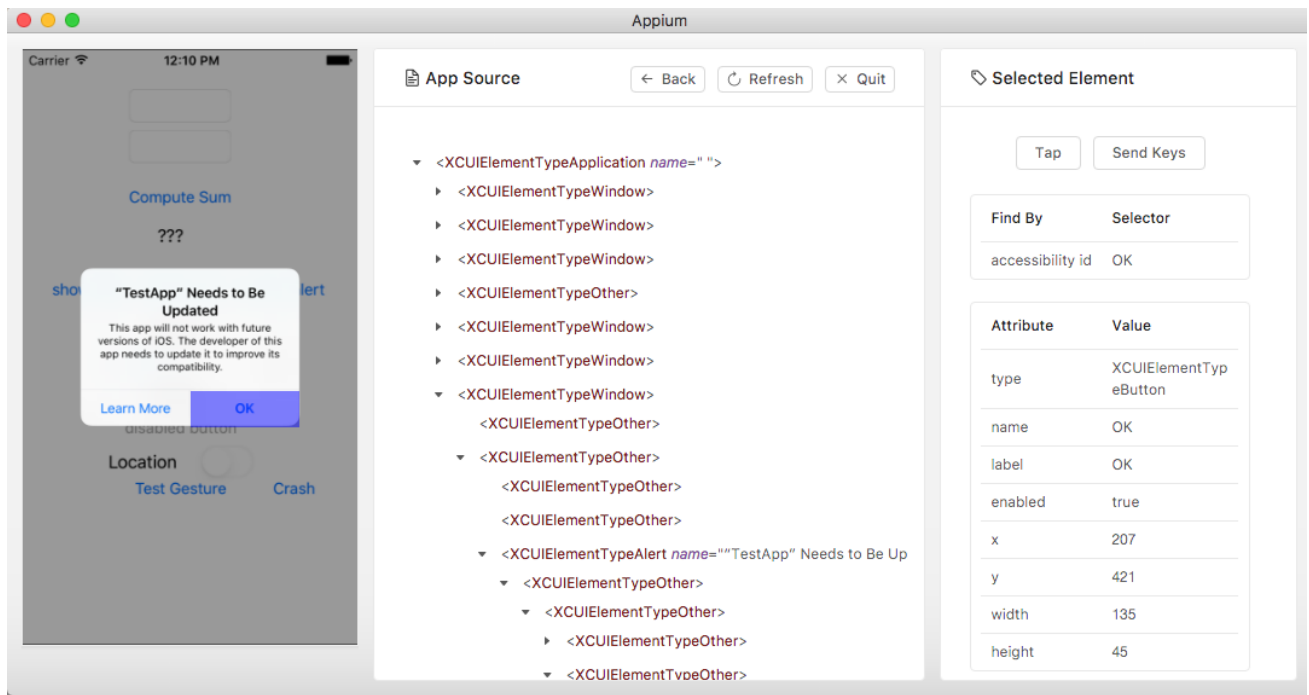 Appium
Carrier 12:10 PM
Compute Sum
???
show lert
“TestApp” Needs to Be
Updated
This app will not work with future
versions of iOS. The developer of this
app needs to update it to improve its
compatibility.
Learn More OK
disabled button
Location
Test Gesture Crash
App Source
← Back Refresh × Quit
<XCUIElementTypeApplication name=" ">
<XCUIElementTypeWindow>
<XCUIElementTypeWindow>
<XCUIElementTypeWindow>
<XCUIElementTypeOther>
<XCUIElementTypeWindow>
<XCUIElementTypeWindow>
<XCUIElementTypeWindow>
<XCUIElementTypeOther>
<XCUIElementTypeOther>
<XCUIElementTypeOther>
<XCUIElementTypeOther>
<XCUIElementTypeAlert name="“TestApp” Needs to Be Up
<XCUIElementTypeOther>
<XCUIElementTypeOther>
<XCUIElementTypeOther>
<XCUIElementTypeOther>
Selected Element
Tap Send Keys
Find By Selector
accessibility id OK
Attribute Value
type XCUIElementTyp
eButton
name OK
label OK
enabled true
x 207
y 421
width 135
height 45